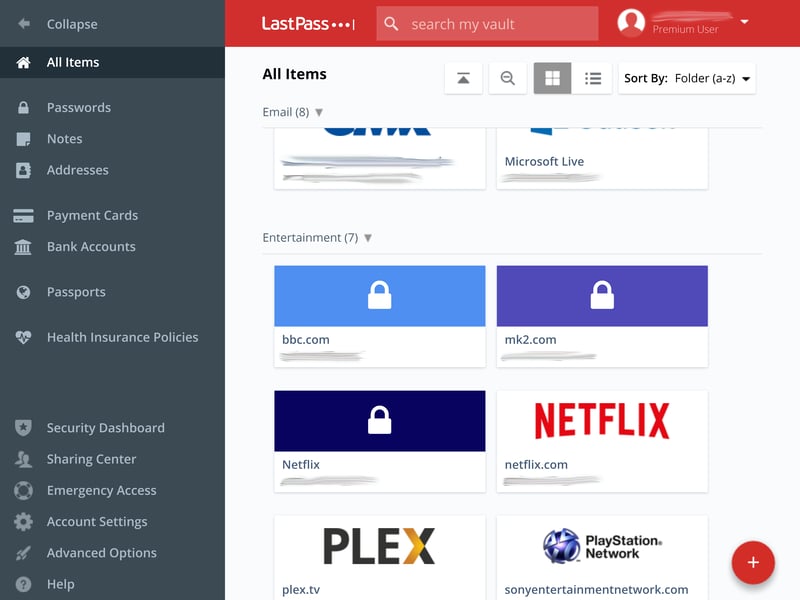 Collapse
LastPass
search my vault
Premium User
All Items
All Items
Sort By: Folder (a-z)
Passwords
Email (8)
Notes
Microsoft Live
Addresses
Payment Cards
Bank Accounts
Entertainment (7)
Passports
Health Insurance Policies
bbc.com
mk2.com
NETFLIX
Security Dashboard
Sharing Center
Netflix
netflix.com
Emergency Access
Account Settings
PLEX
PlayStation
Network
Advanced Options
Help
plex.tv
sonyentertainmentnetwork.com